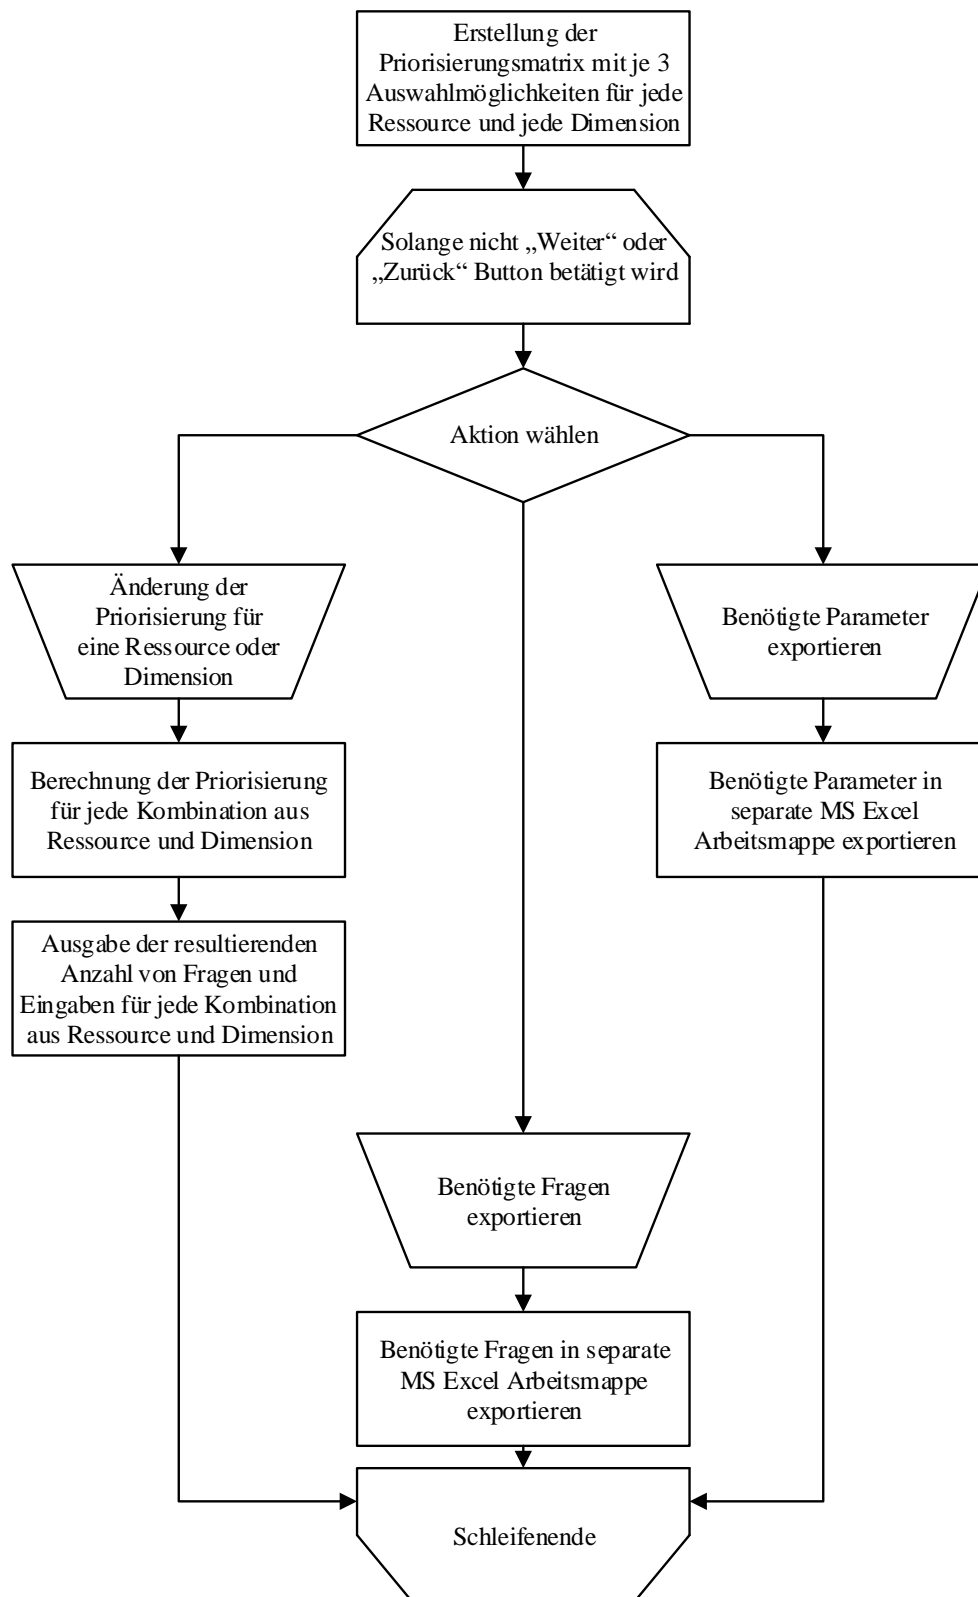 Erstellung der
Priorisierungsmatrix mit je 3
Auswahlmöglichkeiten für jede
Ressource und jede Dimension
Solange nicht „Weiter“ oder
„Zurück“ Button betätigt wird
Aktion wählen
Änderung der
Priorisierung für
eine Ressource oder
Dimension
Benötigte Parameter
exportieren
Berechnung der Priorisierung
für jede Kombination aus
Ressource und Dimension
Benötigte Parameter in
separate MS Excel
Arbeitsmappe exportieren
Ausgabe der resultierenden
Anzahl von Fragen und
Eingaben für jede Kombination
aus Ressource und Dimension
Benötigte Fragen
exportieren
Benötigte Fragen in separate
MS Excel Arbeitsmappe
exportieren
Schleifenende